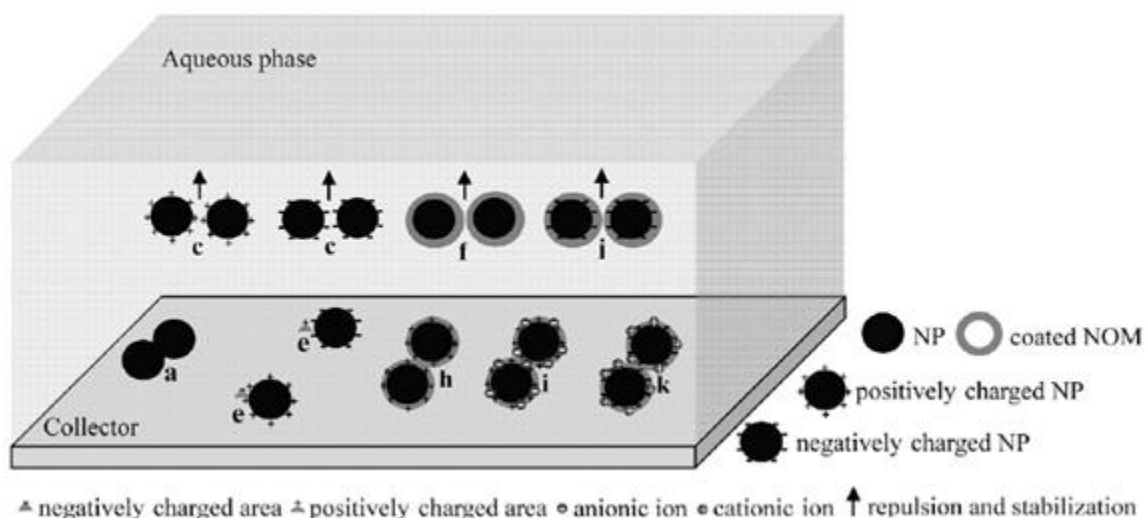 Aqueous phase
c
c
f
j
e
a
h
i
k
e
Collector
NP
coated NOM
positively charged NP
negatively charged NP
negatively charged area
positively charged area
anionic ion
cationic ion
repulsion and stabilization